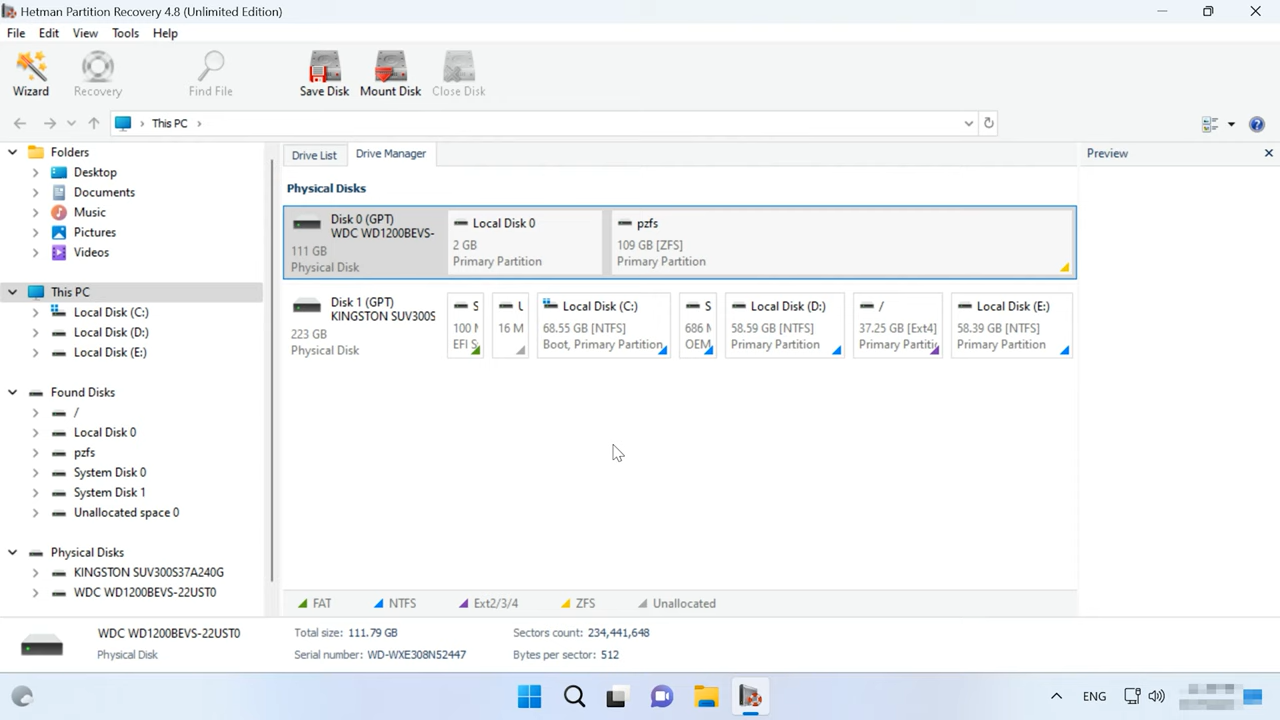 Hetman Partition Recovery 4.8 (Unlimited Edition)
File Edit View Tools Help
Wizard Recovery Find File Save Disk Mount Disk Close Disk
This PC
Folders
Desktop
Documents
Music
Pictures
Videos
This PC
Local Disk (C:)
Local Disk (D:)
Local Disk (E:)
Found Disks
/
Local Disk 0
pzfs
System Disk 0
System Disk 1
Unallocated space 0
Physical Disks
KINGSTON SUV300S37A240G
WDC WD1200BEVS-22UST0
Drive List Drive Manager
Physical Disks
Disk 0 (GPT)
WDC WD1200BEVS-
111 GB
Physical Disk
Local Disk 0
2 GB
Primary Partition
pzfs
109 GB [ZFS]
Primary Partition
Disk 1 (GPT)
KINGSTON SUV300S
223 GB
Physical Disk
S
100 M
EFI S
U
16 M
Local Disk (C:)
68.55 GB [NTFS]
Boot, Primary Partition
S
686 M
OEM,
Local Disk (D:)
58.59 GB [NTFS]
Primary Partition
/
37.25 GB [Ext4]
Primary Partitic
Local Disk (E:)
58.39 GB [NTFS]
Primary Partition
FAT NTFS Ext2/3/4 ZFS Unallocated
Preview
WDC WD1200BEVS-22UST0
Physical Disk
Total size: 111.79 GB
Serial number: WD-WXE308N52447
Sectors count: 234,441,648
Bytes per sector: 512
ENG